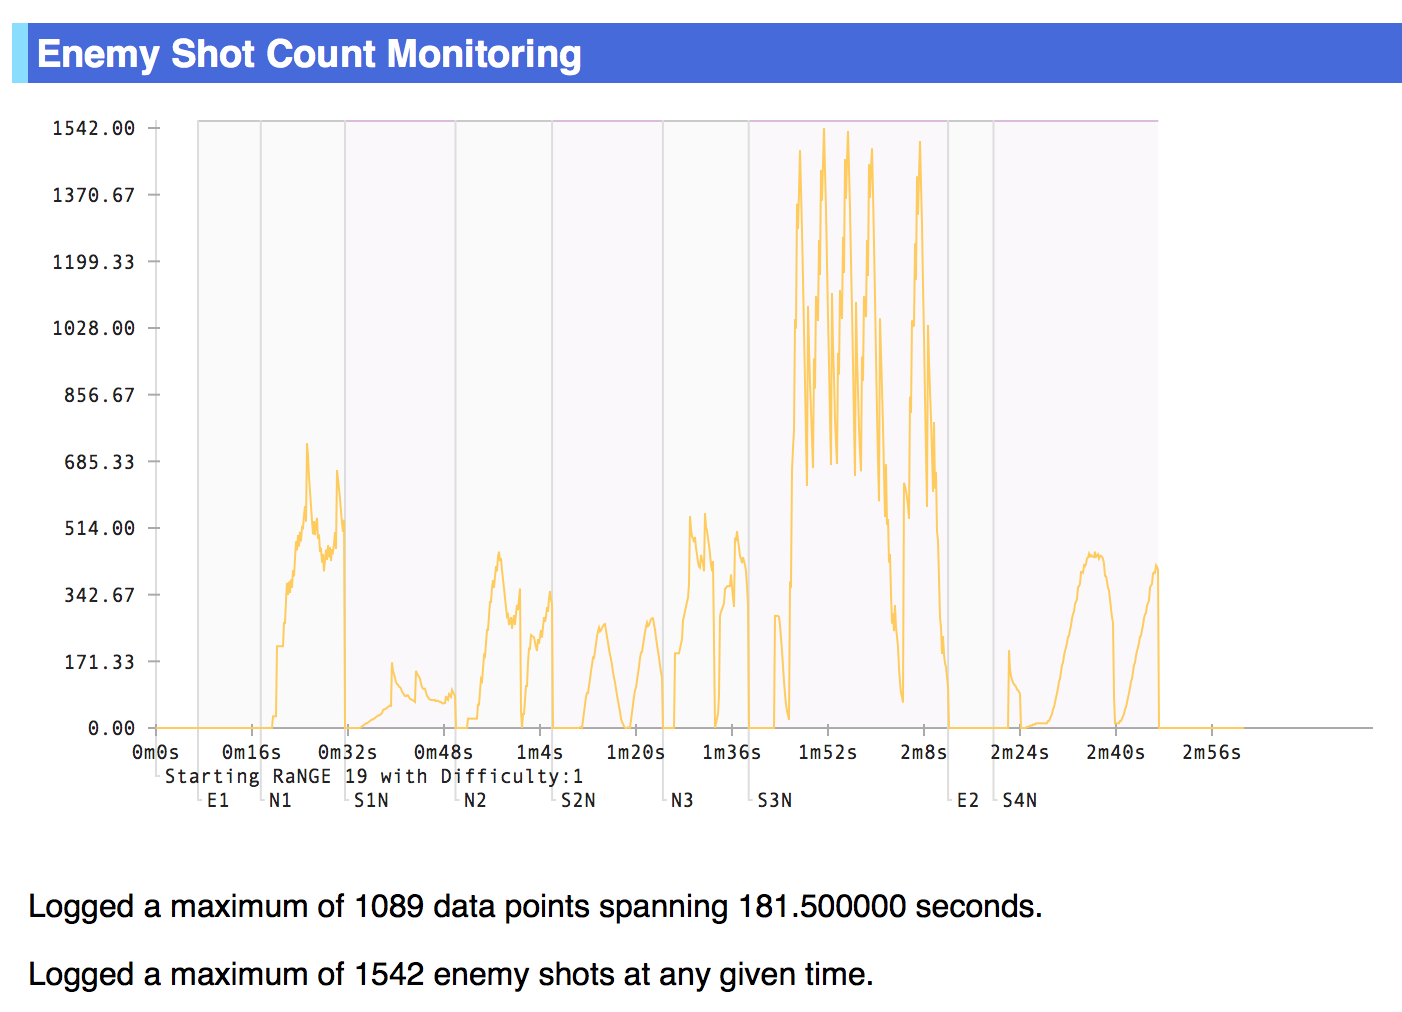 Enemy Shot Count Monitoring
1542.00
1370.67
1199.33
1028.00
856.67
685.33
514.00
342.67
171.33
0.00
0m0s 0m16s 0m32s 0m48s 1m4s 1m20s 1m36s 1m52s 2m8s 2m24s 2m40s 2m56s
Starting RaNGE 19 with Difficulty:1
E1 N1 S1N N2 S2N N3 S3N E2 S4N
Logged a maximum of 1089 data points spanning 181.500000 seconds.
Logged a maximum of 1542 enemy shots at any given time.